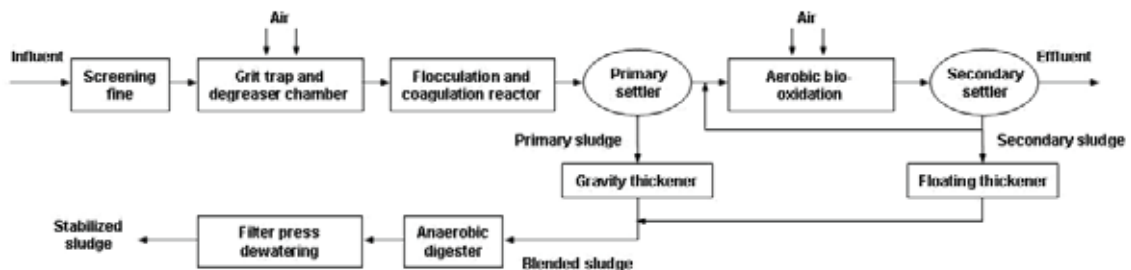 Air
Air
Influent
Effluent
Screening
fine
Grit trap and
degreaser chamber
Flocculation and
coagulation reactor
Primary
settler
Aerobic bio-
oxidation
Secondary
settler
Primary sludge
Secondary sludge
Gravity thickener
Floating thickener
Stabilized
sludge
Filter press
dewatering
Anaerobic
digester
Blended sludge